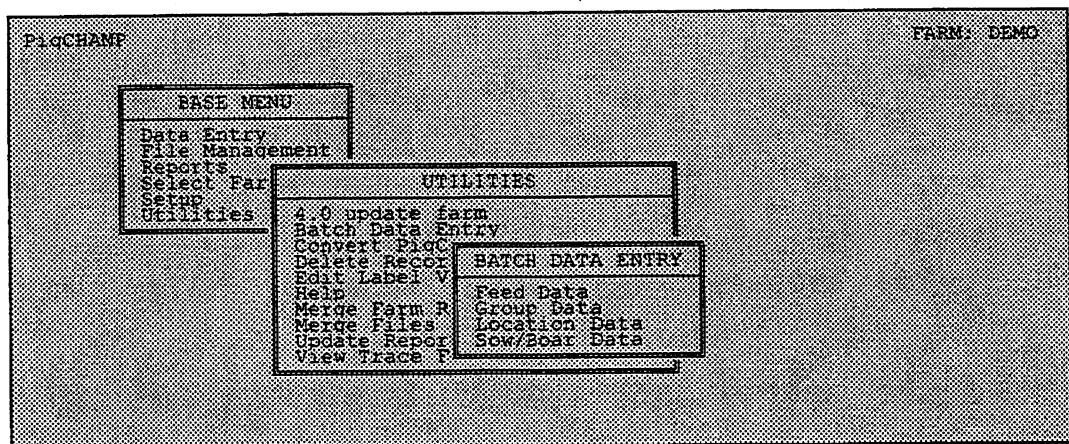 PigCHAMP
FARM: DEMO
BASE MENU
Data Entry
File Management
Reports
Select Far
Setup
Utilities
UTILITIES
4.0 update farm
Batch Data Entry
Convert PigC
Delete Recor
Edit Label V
Help
Merge Farm R
Merge Files
Update Repor
View Trace F
BATCH DATA ENTRY
Feed Data
Group Data
Location Data
Sow/Boar Data